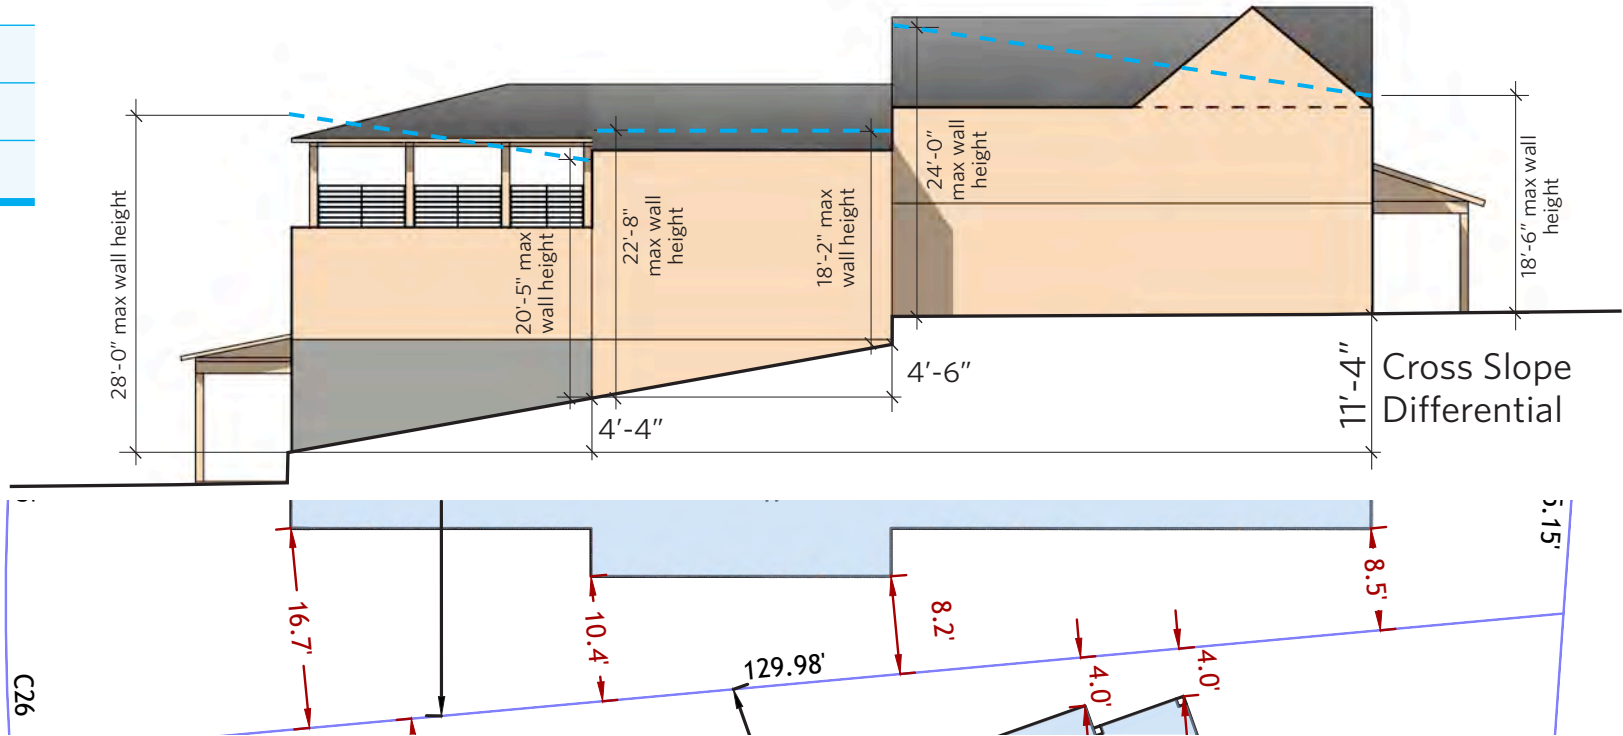 28'-0" max wall height
20'-5" max
wall height
22'-8"
max wall
height
18'-2" max
wall height
24'-0"
max wall
height
18'-6" max wall
height
4'-4"
4'-6"
11'-4"
Cross Slope
Differential
16.7'
10.4'
8.2'
8.5'
129.98'
4.0'
4.0'
C26